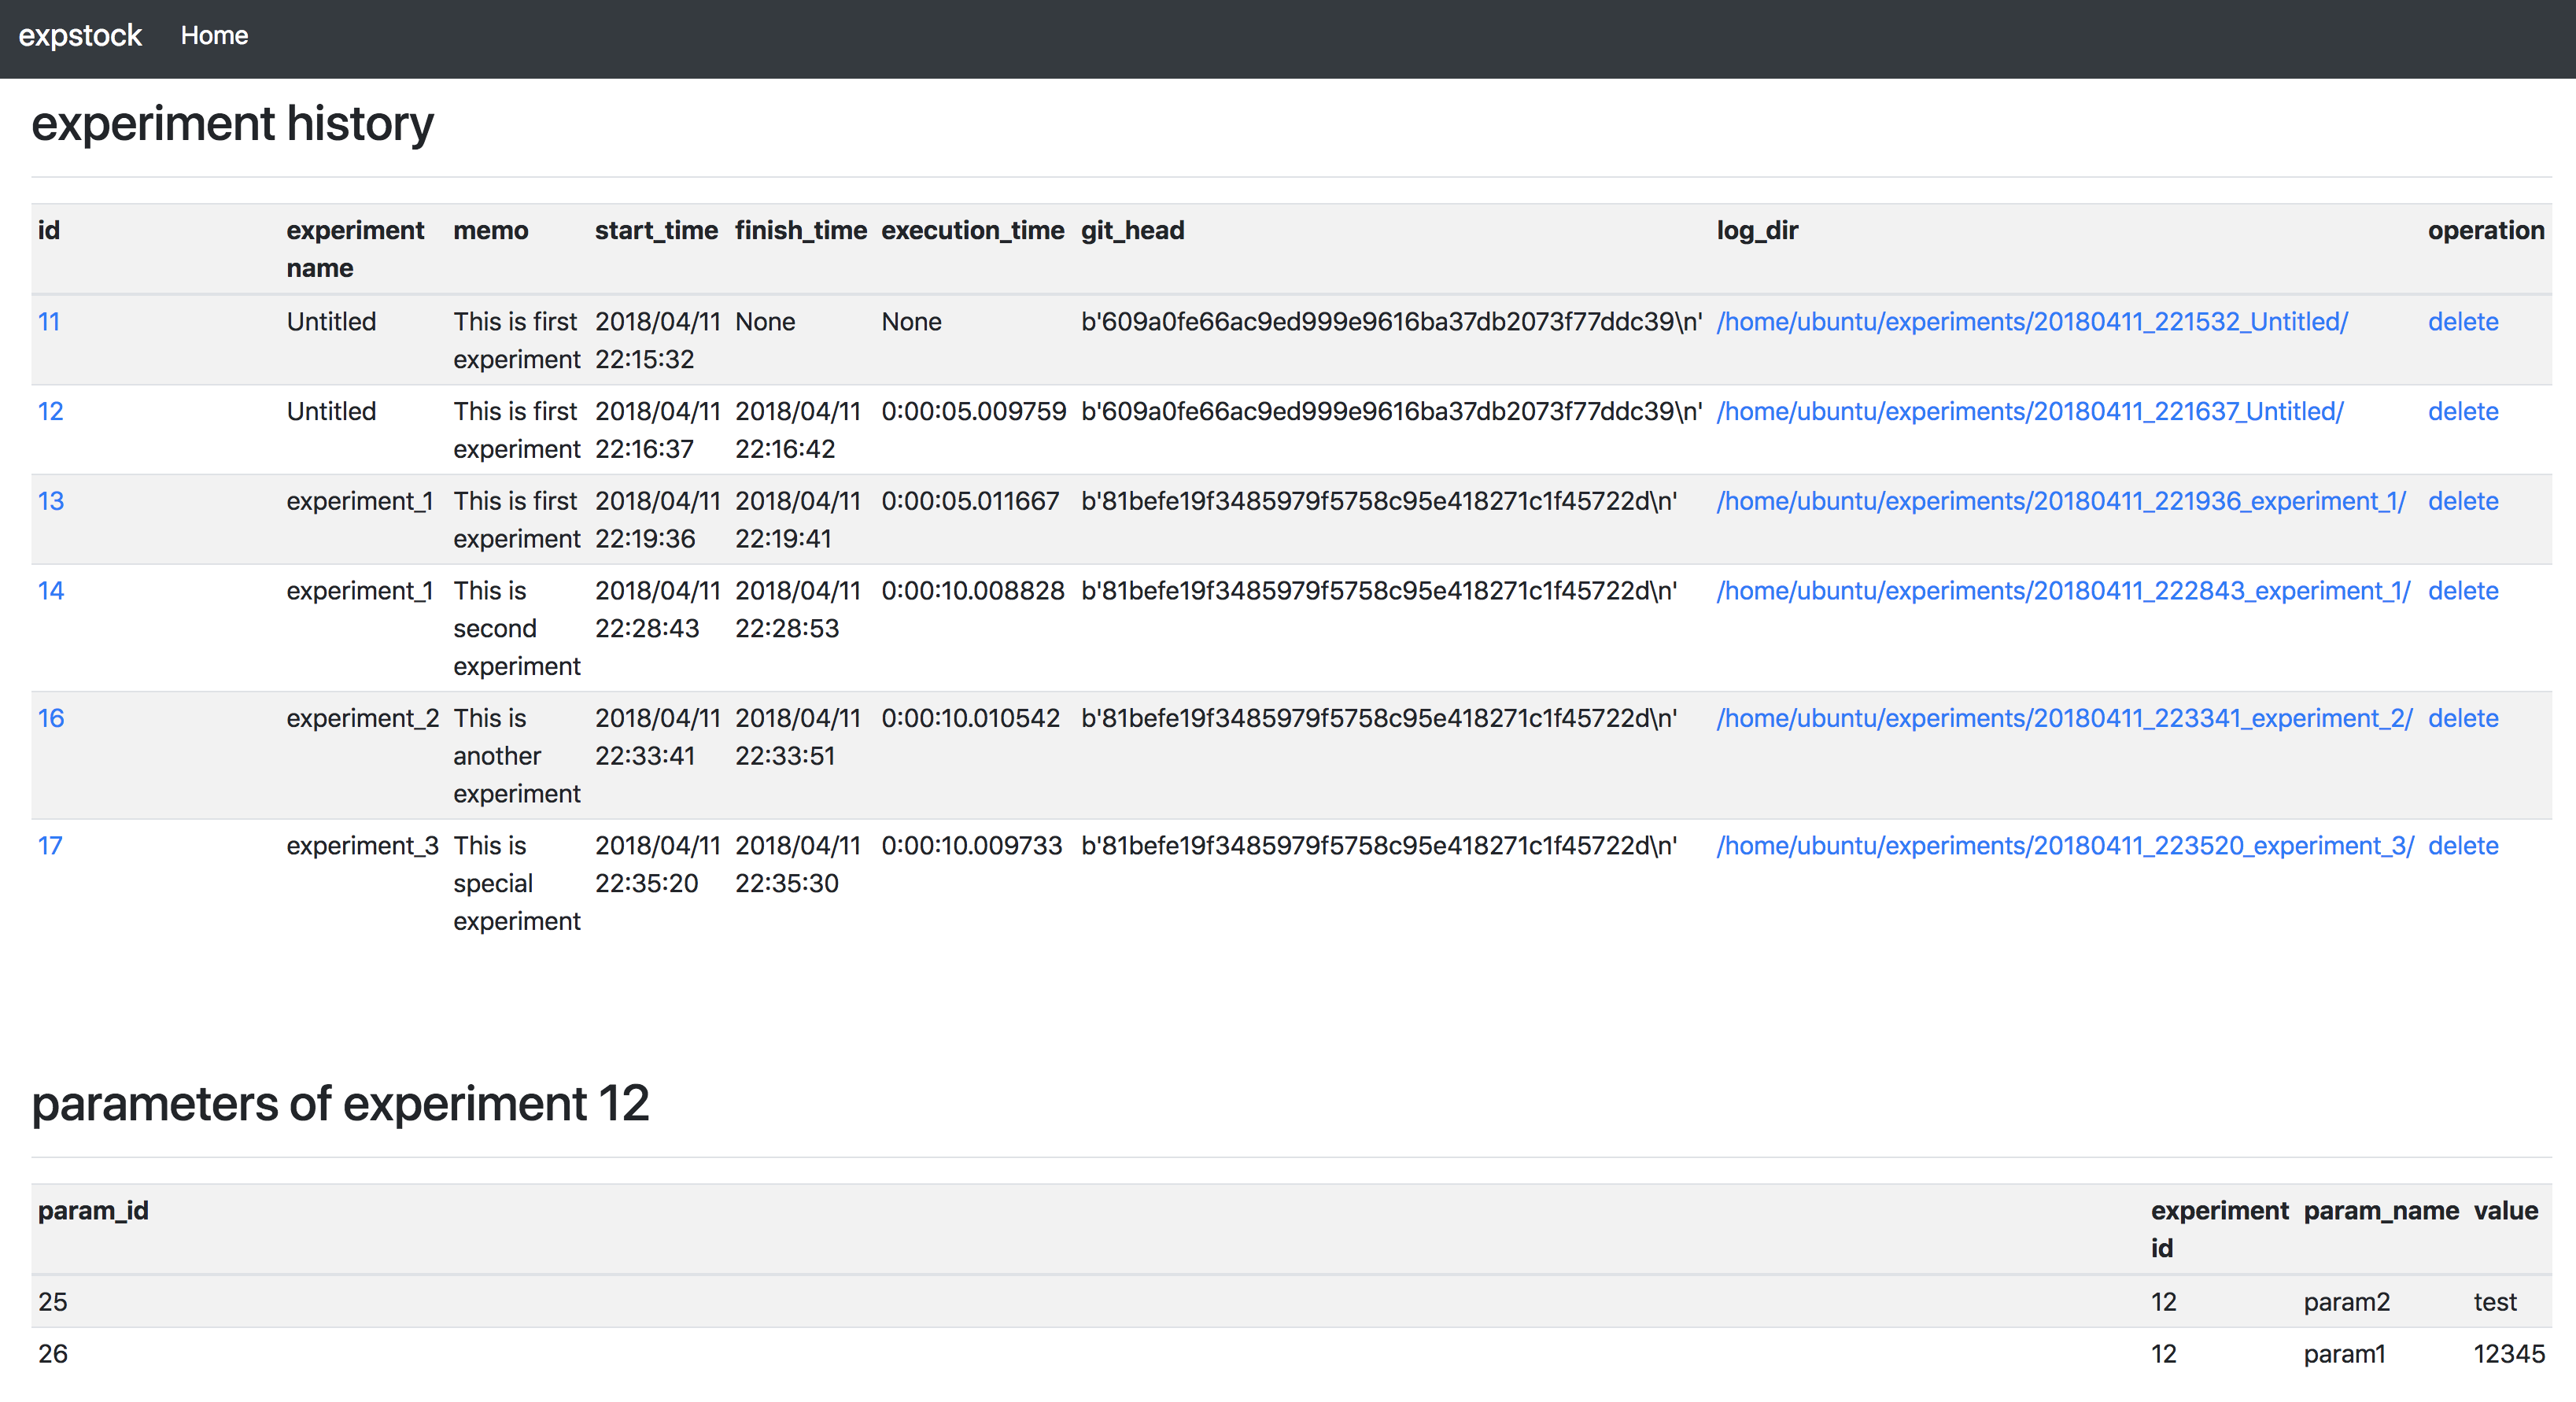 expstock Home
experiment history
id experiment name memo start_time finish_time execution_time git_head log_dir operation
11 Untitled This is first experiment 2018/04/11 22:15:32 None None b'609a0fe66ac9ed999e9616ba37db2073f77ddc39\n' /home/ubuntu/experiments/20180411_221532_Untitled/ delete
12 Untitled This is first experiment 2018/04/11 22:16:37 2018/04/11 22:16:42 0:00:05.009759 b'609a0fe66ac9ed999e9616ba37db2073f77ddc39\n' /home/ubuntu/experiments/20180411_221637_Untitled/ delete
13 experiment_1 This is first experiment 2018/04/11 22:19:36 2018/04/11 22:19:41 0:00:05.011667 b'81befe19f3485979f5758c95e418271c1f45722d\n' /home/ubuntu/experiments/20180411_221936_experiment_1/ delete
14 experiment_1 This is second experiment 2018/04/11 22:28:43 2018/04/11 22:28:53 0:00:10.008828 b'81befe19f3485979f5758c95e418271c1f45722d\n' /home/ubuntu/experiments/20180411_222843_experiment_1/ delete
16 experiment_2 This is another experiment 2018/04/11 22:33:41 2018/04/11 22:33:51 0:00:10.010542 b'81befe19f3485979f5758c95e418271c1f45722d\n' /home/ubuntu/experiments/20180411_223341_experiment_2/ delete
17 experiment_3 This is special experiment 2018/04/11 22:35:20 2018/04/11 22:35:30 0:00:10.009733 b'81befe19f3485979f5758c95e418271c1f45722d\n' /home/ubuntu/experiments/20180411_223520_experiment_3/ delete
parameters of experiment 12
param_id experiment id param_name value
25 12 param2 test
26 12 param1 12345